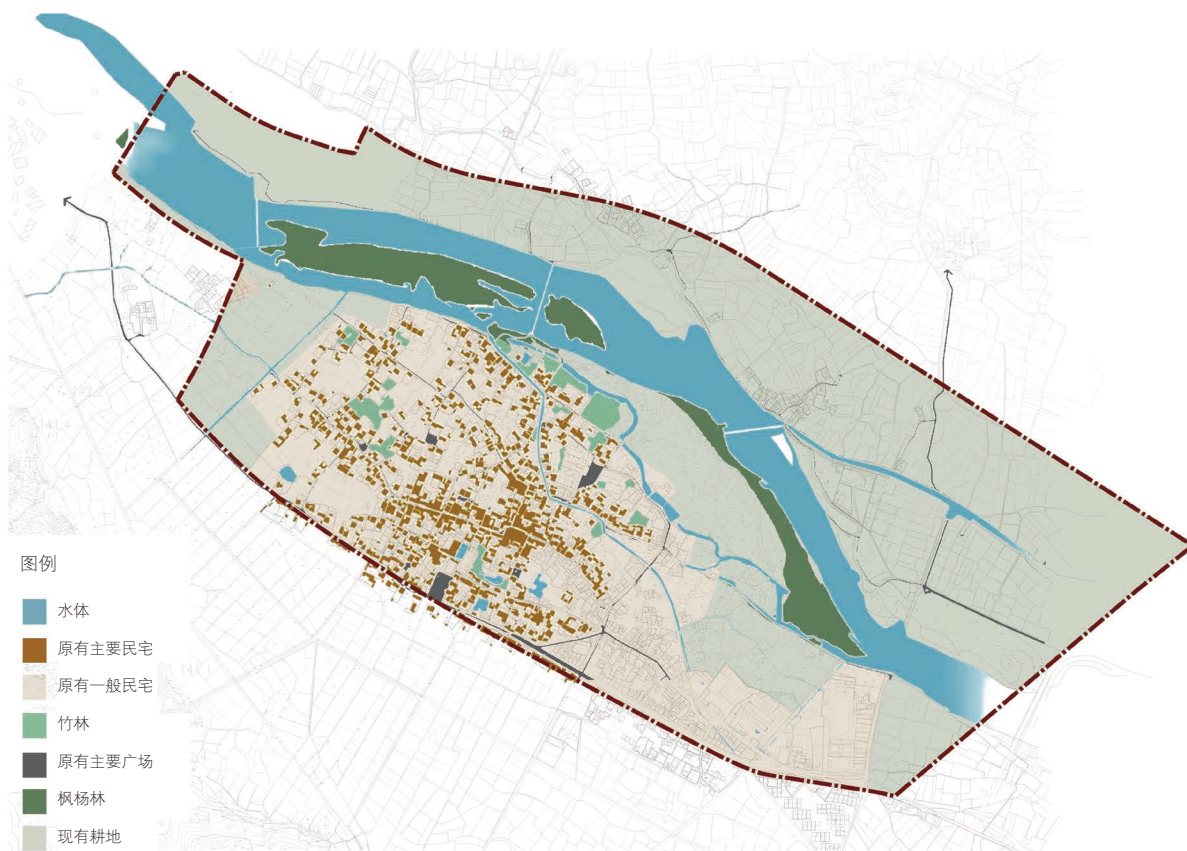 图例
水体
原有主要民宅
原有一般民宅
竹林
原有主要广场
枫杨林
现有耕地